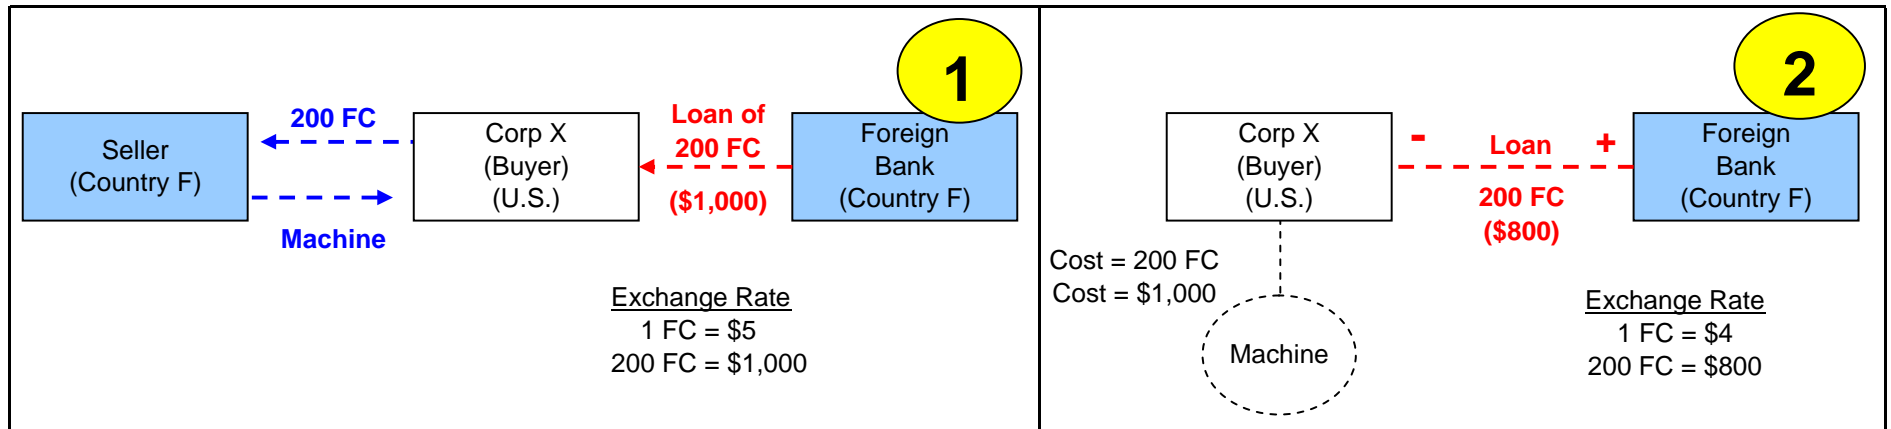 1
200 FC
Seller
(Country F)
Machine
Corp X
(Buyer)
(U.S.)
Loan of
200 FC
($1,000)
Foreign
Bank
(Country F)
Exchange Rate
1 FC = $5
200 FC = $1,000
2
Corp X
(Buyer)
(U.S.)
- Loan +
200 FC
($800)
Foreign
Bank
(Country F)
Cost = 200 FC
Cost = $1,000
Machine
Exchange Rate
1 FC = $4
200 FC = $800